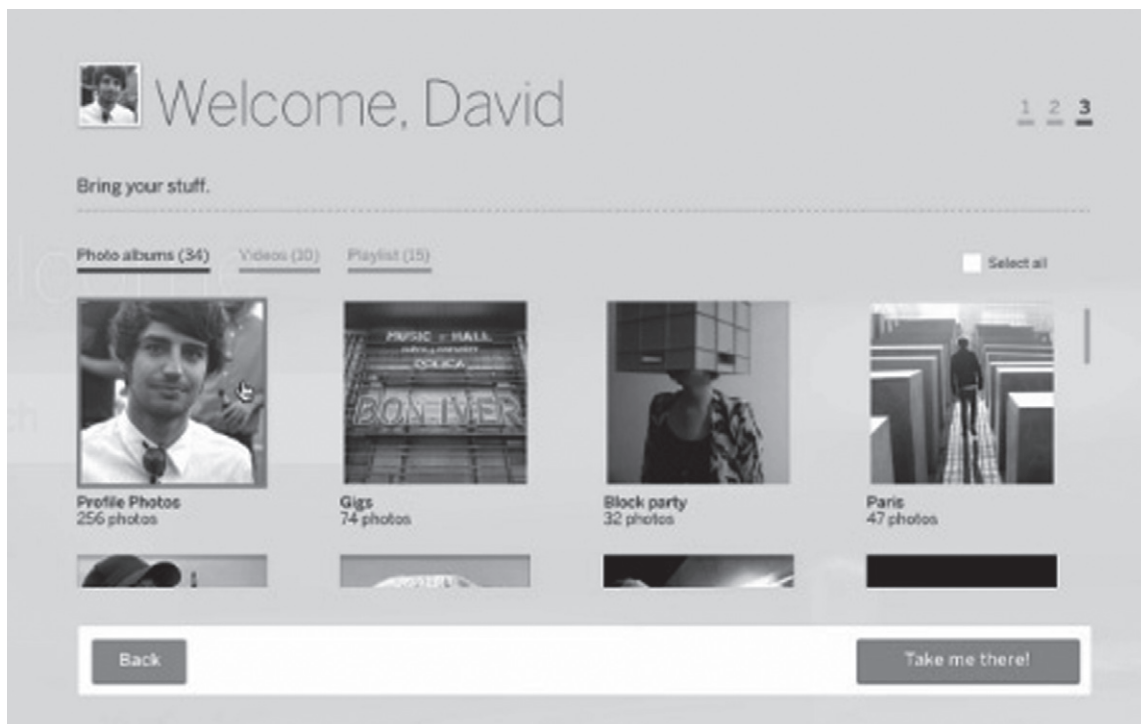 Welcome, David
1 2 3
Bring your stuff.
Photo albums (34) Videos (10) Playlist (15) Select all
MUSIC HALL
BON IVER
Profile Photos Gigs Block party Paris
256 photos 74 photos 32 photos 47 photos
Back Take me there!